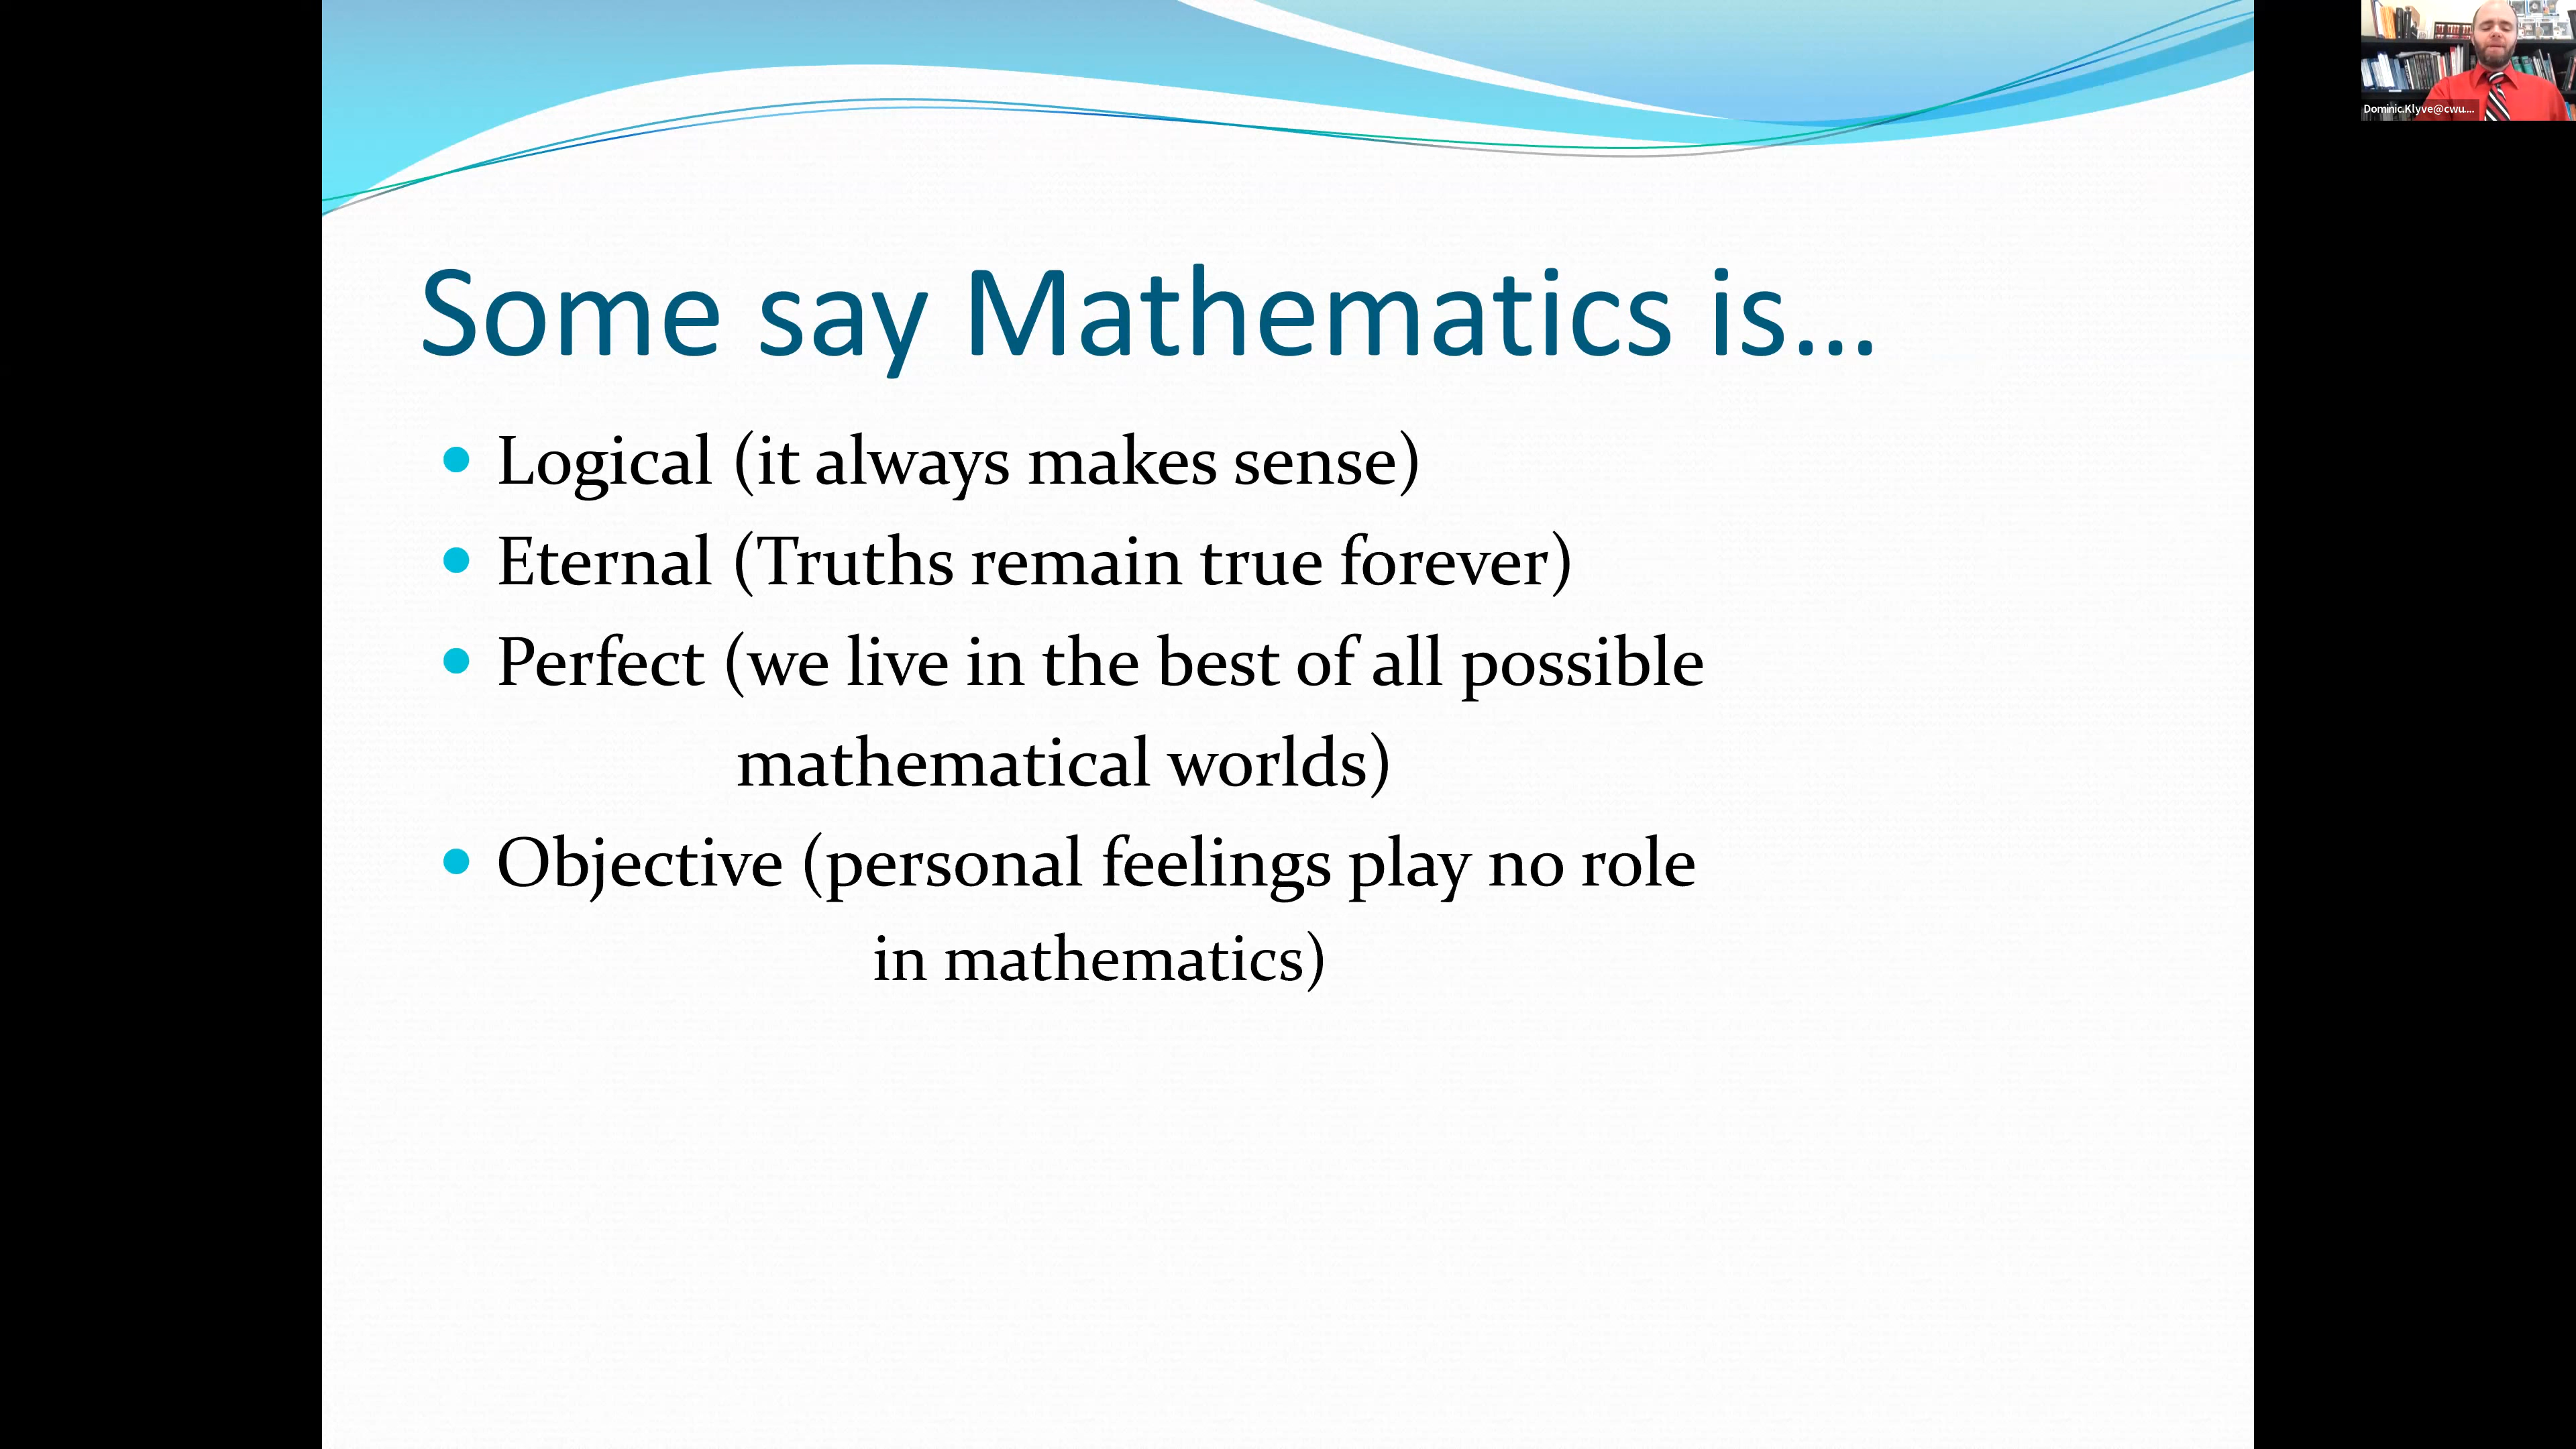 Some say Mathematics is...
Logical (it always makes sense)
Eternal (Truths remain true forever)
Perfect (we live in the best of all possible
mathematical worlds)
Objective (personal feelings play no role
in mathematics)
Dominic.Klyve@cwu....